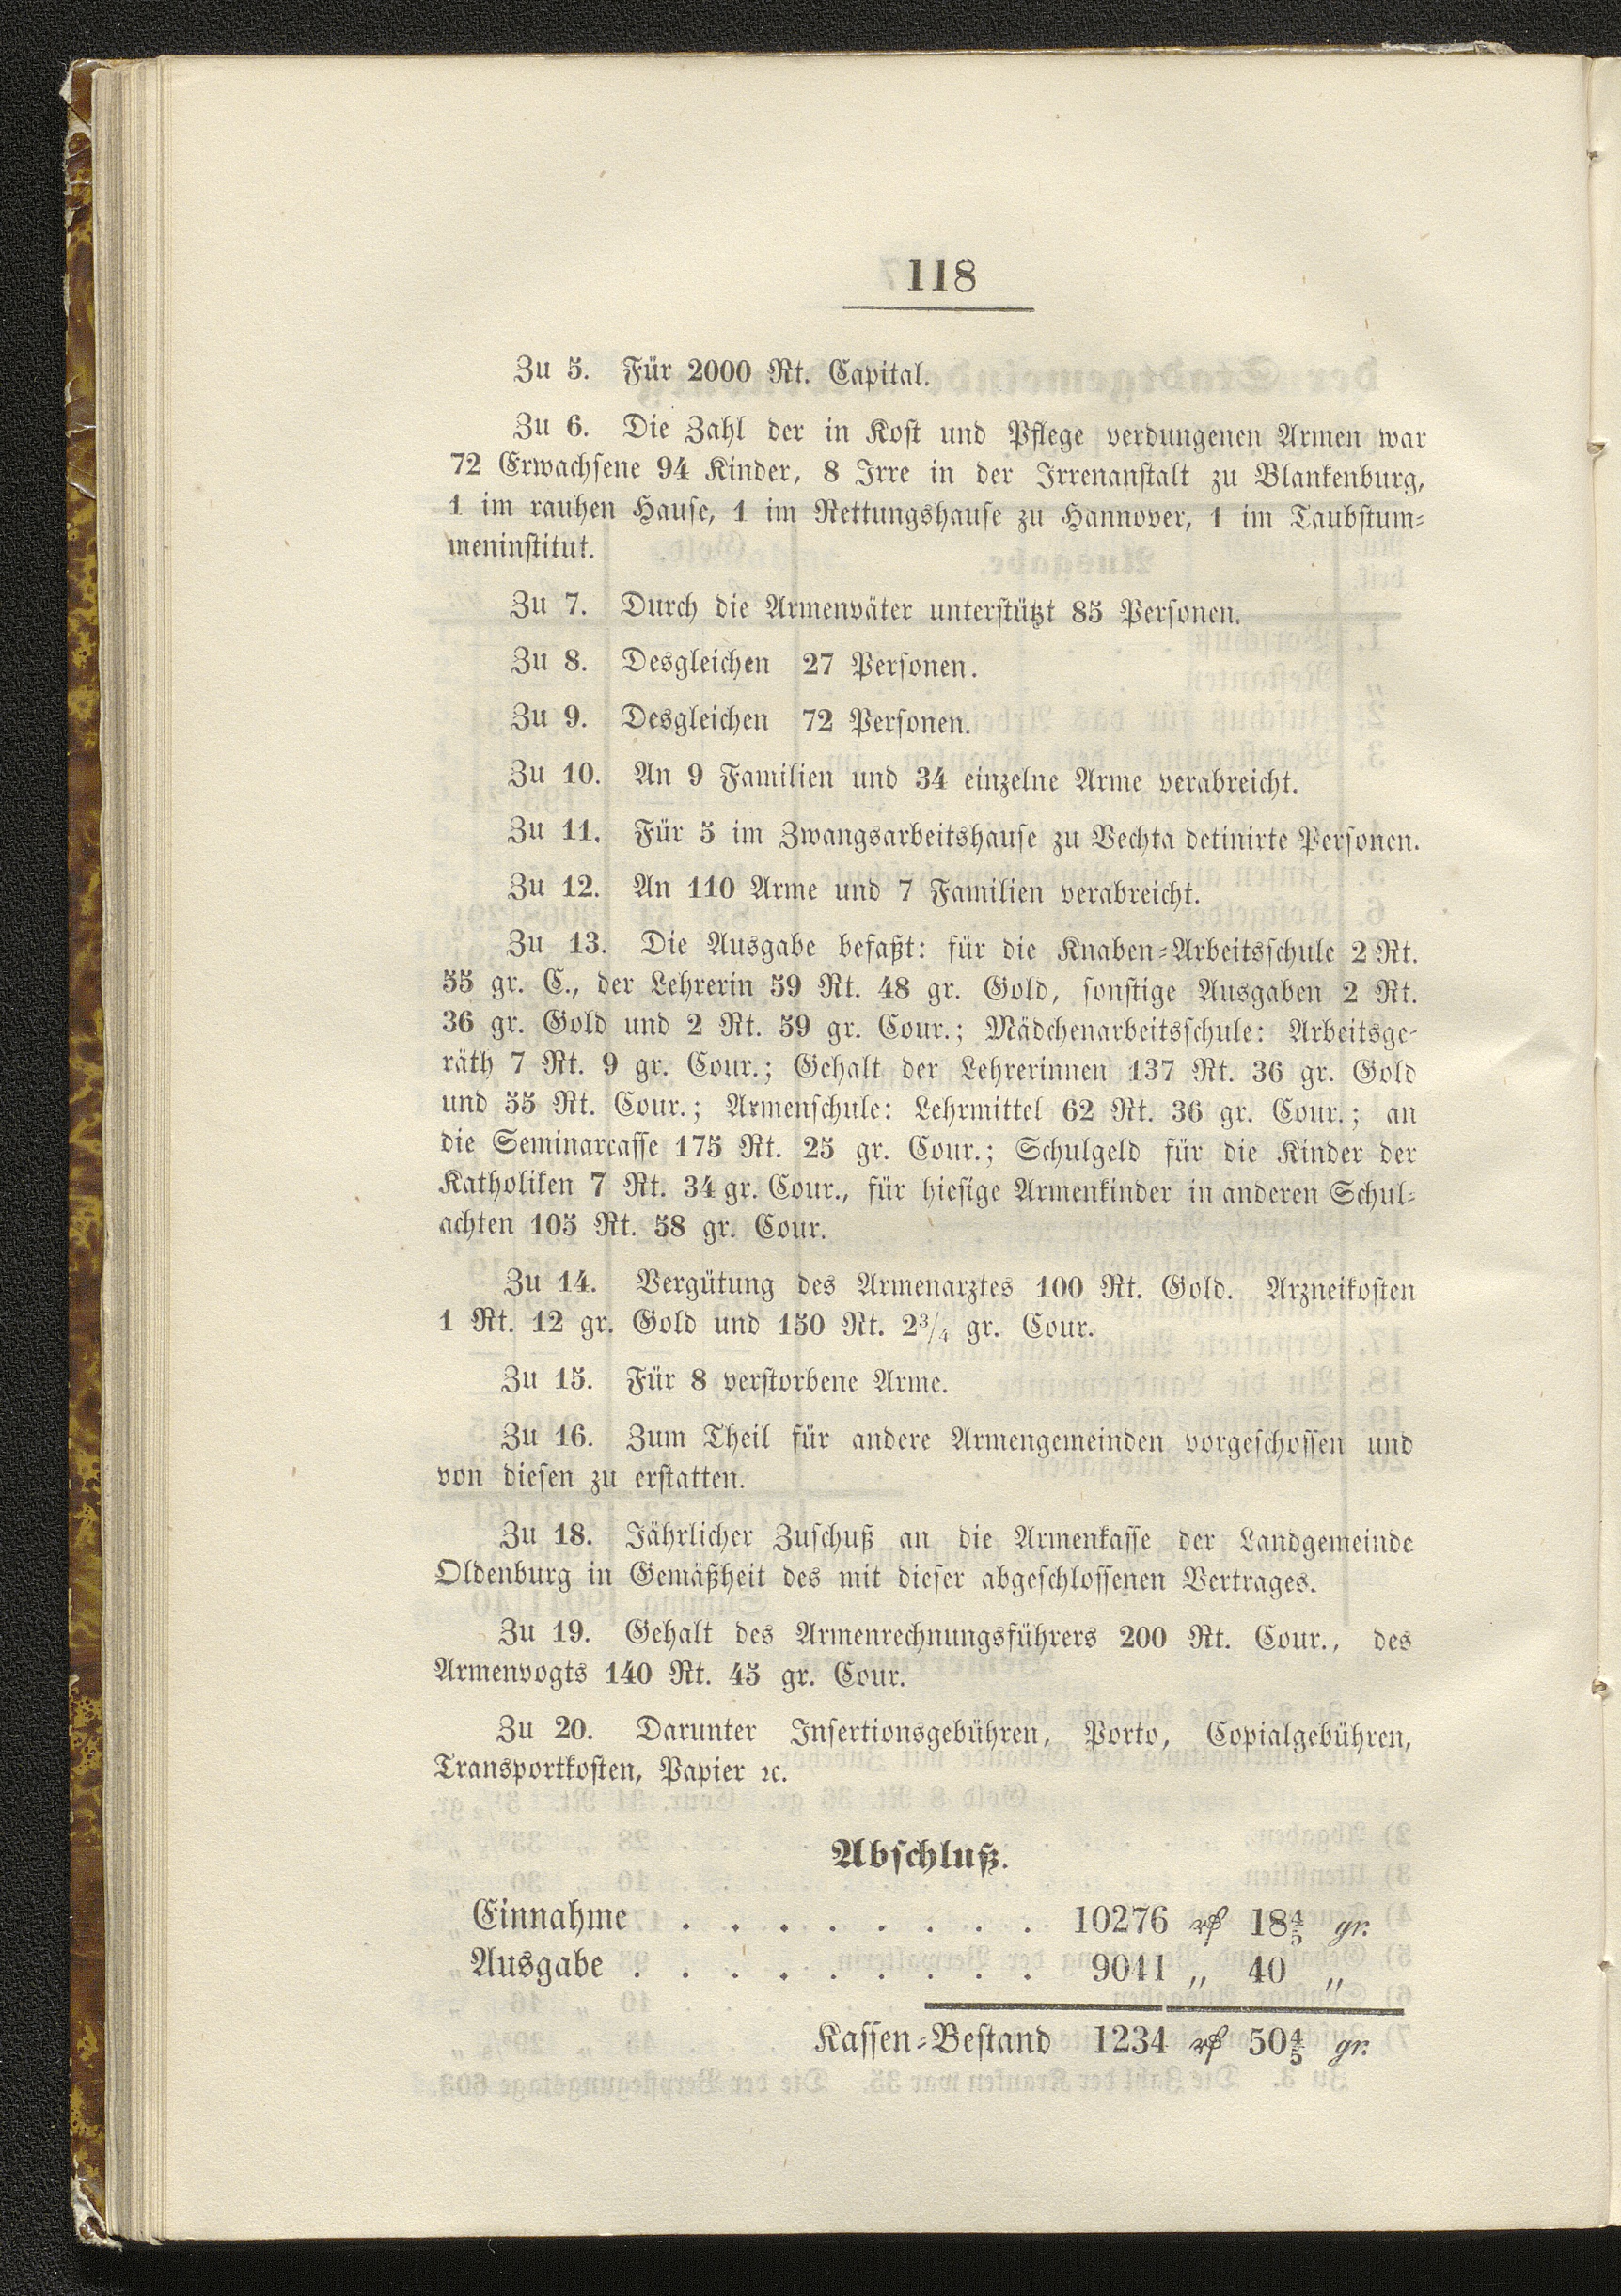 118
Zu 5. Für 2000 Rt. Capital.
Zu 6. Die Zahl der in Kost und Pflege verdungenen Armen war
72 Erwachsene 94 Kinder, 8 Irre in der Irrenanstalt zu Blankenburg,
1 im rauhen Hause, 1 im Rettungshause zu Hannover, 1 im Taubstum-
meninstitut.
Zu 7. Durch die Armenväter unterstützt 85 Personen.
Zu 8. Desgleichen 27 Personen.
Zu 9. Desgleichen 72 Personen.
Zu 10. An 9 Familien und 34 einzelne Arme verabreicht.
Zu 11. Für 5 im Zwangsarbeitshause zu Vechta detinirte Personen.
Zu 12. An 110 Arme und 7 Familien verabreicht.
Zu 13. Die Ausgabe befaßt: für die Knaben-Arbeitsschule 2 Rt.
55 gr. C., der Lehrerin 59 Rt. 48 gr. Gold, sonstige Ausgaben 2 Rt.
36 gr. Gold und 2 Rt. 59 gr. Cour.; Mädchenarbeitsschule: Arbeitsge-
räth 7 Rt. 9 gr. Cour.; Gehalt der Lehrerinnen 137 Rt. 36 gr. Gold
und 55 Rt. Cour.; Armenschule: Lehrmittel 62 Rt. 36 gr. Cour.; an
die Seminarcasse 175 Rt. 25 gr. Cour.; Schulgeld für die Kinder der
Katholiken 7 Rt. 34 gr. Cour., für hiesige Armenkinder in anderen Schul-
achten 105 Rt. 58 gr. Cour.
Zu 14. Vergütung des Armenarztes 100 Rt. Gold. Arzneikosten
1 Rt. 12 gr. Gold und 150 Rt. 2 3/4 gr. Cour.
Zu 15. Für 8 verstorbene Arme.
Zu 16. Zum Theil für andere Armengemeinden vorgeschossen und
von diesen zu erstatten.
Zu 18. Jährlicher Zuschuß an die Armenkasse der Landgemeinde
Oldenburg in Gemäßheit des mit dieser abgeschlossenen Vertrages.
Zu 19. Gehalt des Armenrechnungsführers 200 Rt. Cour., des
Armenvogts 140 Rt. 45 gr. Cour.
Zu 20. Darunter Insertionsgebühren, Porto, Copialgebühren,
Transportkosten, Papier ꝛc.
Abschluß.
Einnahme . . . . . . . . 10276 ₰ 18 4/5 gr.
Ausgabe . . . . . . . . . 9041 „ 40 „
Kassen-Bestand 1234 ₰ 50 4/5 gr.